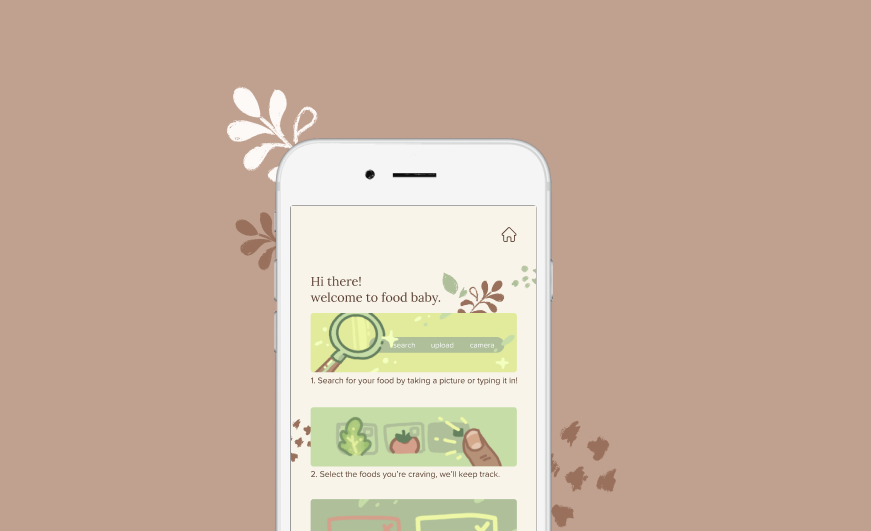 Hi there!
welcome to food baby.
search upload camera
1. Search for your food by taking a picture or typing it in!
2. Select the foods you're craving, we'll keep track.